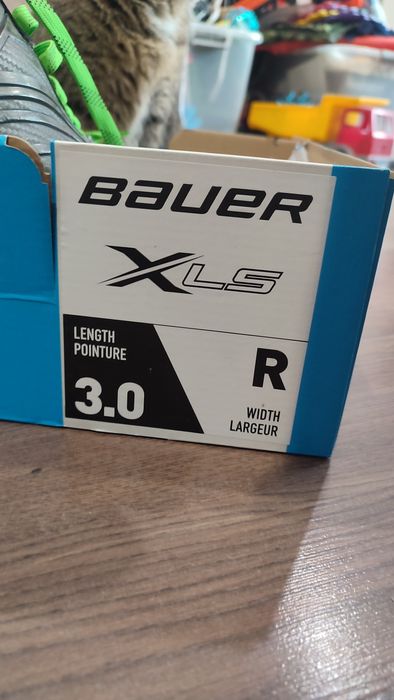 BAUER
XLS
LENGTH
POINTURE
3.0
R
WIDTH
LARGEUR